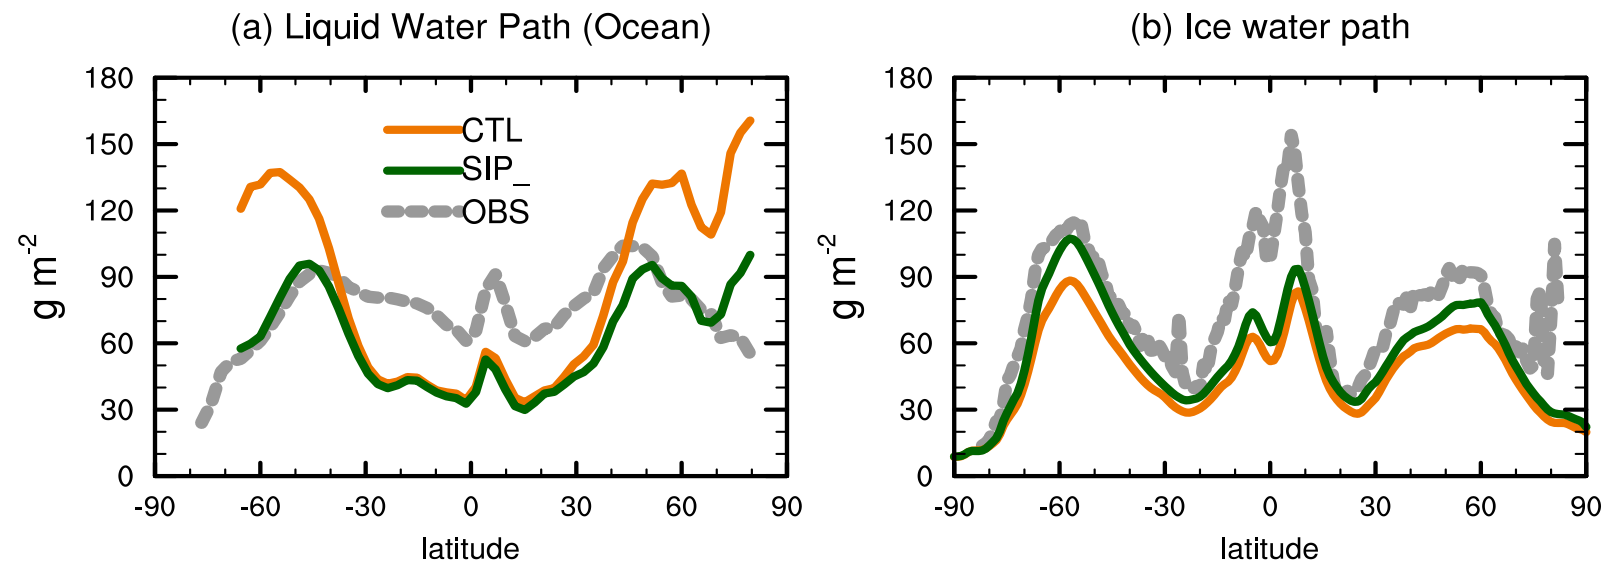 (a) Liquid Water Path (Ocean)
180
150
120
90
60
30
0
-90 -60 -30 0 30 60 90
latitude
g m-2
CTL
SIP_
OBS
(b) Ice water path
180
150
120
90
60
30
0
-90 -60 -30 0 30 60 90
latitude
g m-2